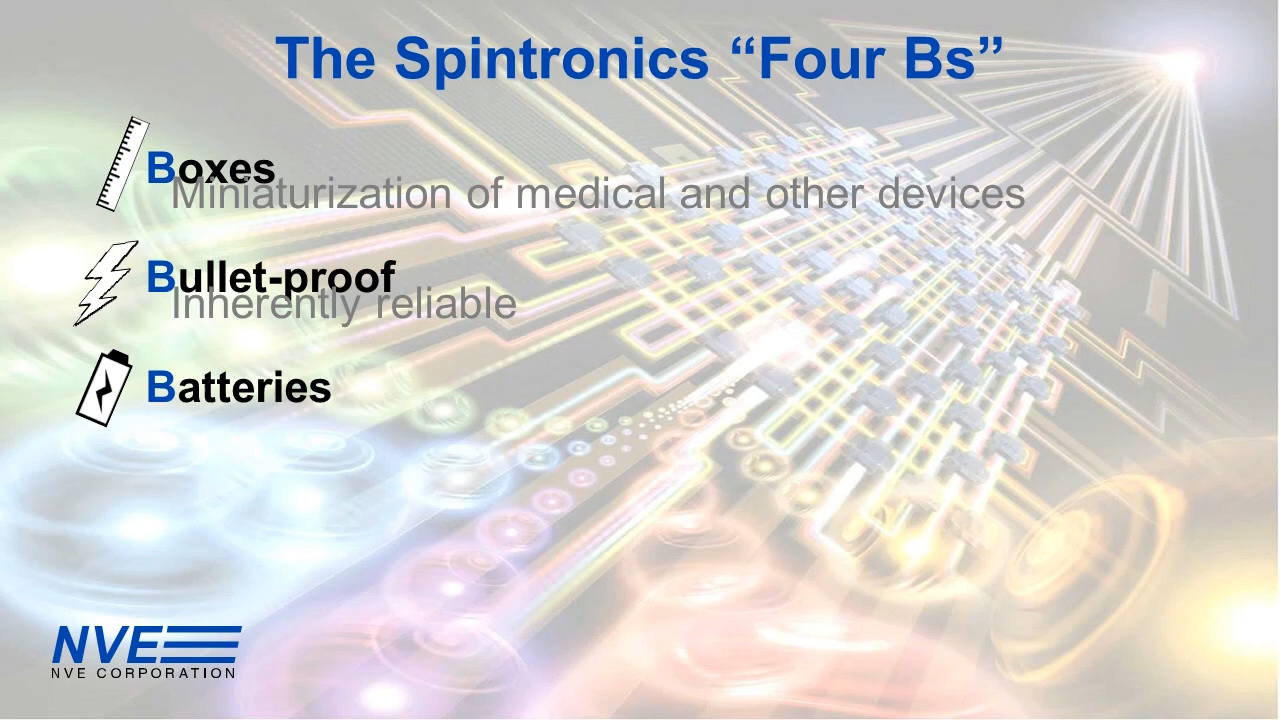 The Spintronics “Four Bs”
Boxes
Miniaturization of medical and other devices
Bullet-proof
Inherently reliable
Batteries
NVE
NVE CORPORATION